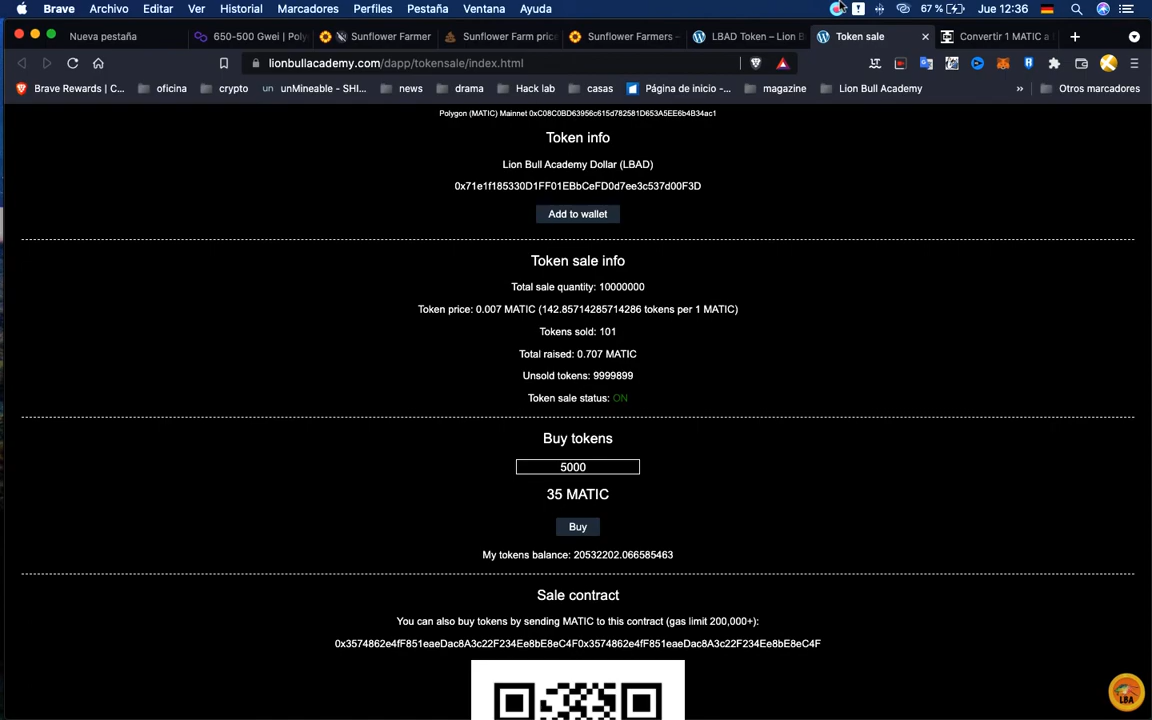 Brave Archivo Editar Ver Historial Marcadores Perfiles Pestaña Ventana Ayuda 67 % Jue 12:36
Nueva pestaña 650-500 Gwei | Poly Sunflower Farmer Sunflower Farm price Sunflower Farmers – LBAD Token – Lion B Token sale Convertir 1 MATIC a
lionbullacademy.com/dapp/tokensale/index.html
Brave Rewards | C... oficina crypto un unMineable - SHI... news drama Hack lab casas Página de inicio -... magazine Lion Bull Academy » Otros marcadores
Polygon (MATIC) Mainnet 0xC08C0BD63956c615d782581D653A5EE6b4B34ac1
Token info
Lion Bull Academy Dollar (LBAD)
0x71e1f185330D1FF01EBbCeFD0d7ee3c537d00F3D
Add to wallet
Token sale info
Total sale quantity: 10000000
Token price: 0.007 MATIC (142.85714285714286 tokens per 1 MATIC)
Tokens sold: 101
Total raised: 0.707 MATIC
Unsold tokens: 9999899
Token sale status: ON
Buy tokens
5000
35 MATIC
Buy
My tokens balance: 20532202.066585463
Sale contract
You can also buy tokens by sending MATIC to this contract (gas limit 200,000+):
0x3574862e4fF851eaeDac8A3c22F234Ee8bE8eC4F0x3574862e4fF851eaeDac8A3c22F234Ee8bE8eC4F
LBA